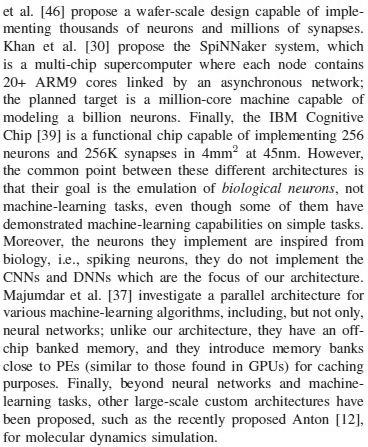 et al. [46] propose a wafer-scale design capable of imple-
menting thousands of neurons and millions of synapses.
Khan et al. [30] propose the SpiNNaker system, which
is a multi-chip supercomputer where each node contains
20+ ARM9 cores linked by an asynchronous network;
the planned target is a million-core machine capable of
modeling a billion neurons. Finally, the IBM Cognitive
Chip [39] is a functional chip capable of implementing 256
neurons and 256K synapses in 4mm² at 45nm. However,
the common point between these different architectures is
that their goal is the emulation of biological neurons, not
machine-learning tasks, even though some of them have
demonstrated machine-learning capabilities on simple tasks.
Moreover, the neurons they implement are inspired from
biology, i.e., spiking neurons, they do not implement the
CNNs and DNNs which are the focus of our architecture.
Majumdar et al. [37] investigate a parallel architecture for
various machine-learning algorithms, including, but not only,
neural networks; unlike our architecture, they have an off-
chip banked memory, and they introduce memory banks
close to PEs (similar to those found in GPUs) for caching
purposes. Finally, beyond neural networks and machine-
learning tasks, other large-scale custom architectures have
been proposed, such as the recently proposed Anton [12],
for molecular dynamics simulation.